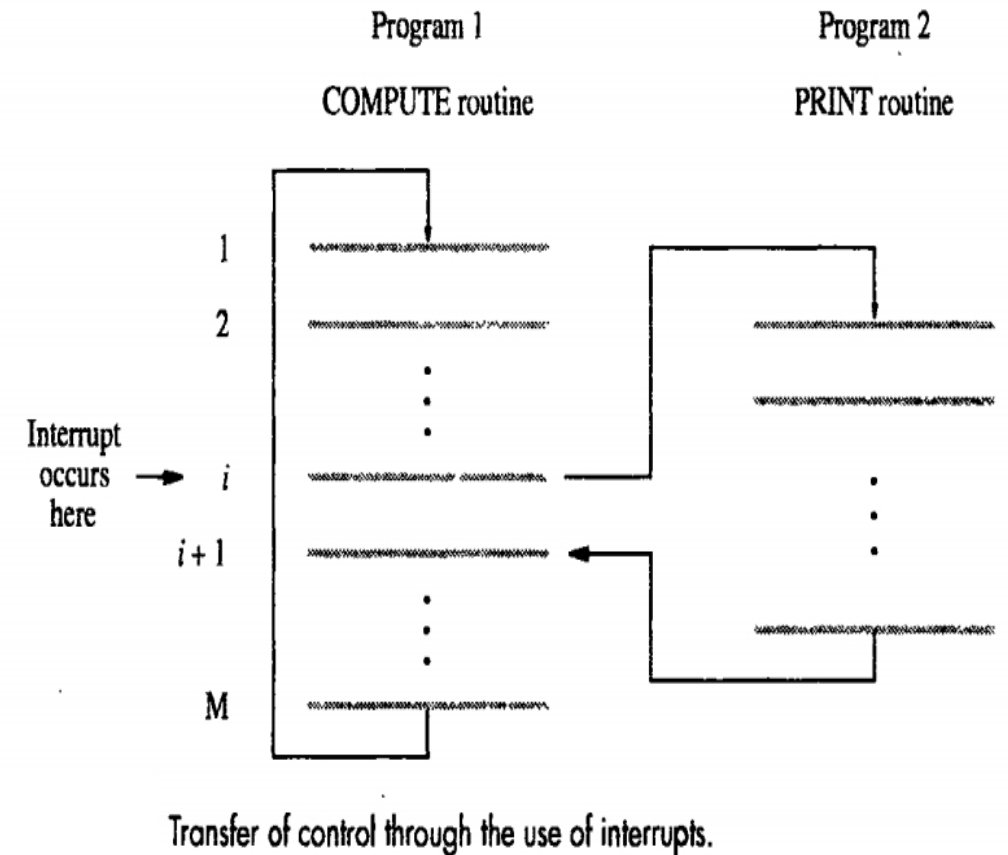 Program 1
Program 2
COMPUTE routine
PRINT routine
1
2
Interrupt
occurs
here
i
i + 1
M
Transfer of control through the use of interrupts.